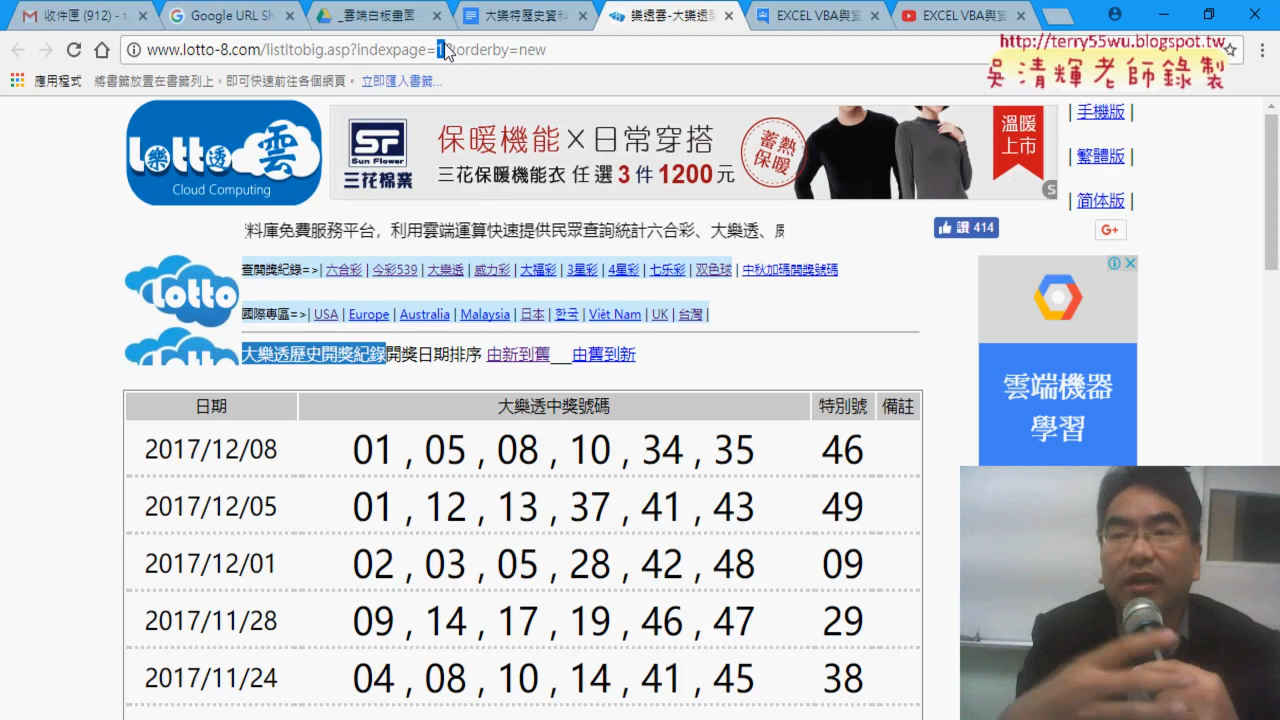 收件匣 (912) - t
Google URL Sh
_雲端白板畫面 -
大樂特歷史資料
樂透雲-大樂透
EXCEL VBA與資
EXCEL VBA與資
www.lotto-8.com/listltobig.asp?indexpage=1&orderby=new
http://terry55wu.blogspot.tw
吳清輝老師錄製
應用程式 將書籤放置在書籤列上，即可快速前往各個網頁。 立即匯入書籤...
Lotto 樂透 雲
Cloud Computing
SF
Sun Flower
三花棉業
保暖機能×日常穿搭
三花保暖機能衣 任選3件1200元
蓄熱保暖
溫暖上市
| 手機版 |
| 繁體版 |
| 简体版 |
料庫免費服務平台，利用雲端運算快速提供民眾查詢統計六合彩、大樂透、
讚 414
G+
Lotto
查開獎紀錄=>| 六合彩 | 今彩539 | 大樂透 | 威力彩 | 大福彩 | 3星彩 | 4星彩 | 七乐彩 | 双色球 | 中秋加碼開獎號碼
國際專區=>| USA | Europe | Australia | Malaysia | 日本 | 한국 | Việt Nam | UK | 台灣 |
大樂透歷史開獎紀錄開獎日期排序 由新到舊___由舊到新
雲端機器
學習
日期 大樂透中獎號碼 特別號 備註
2017/12/08 01 , 05 , 08 , 10 , 34 , 35 46
2017/12/05 01 , 12 , 13 , 37 , 41 , 43 49
2017/12/01 02 , 03 , 05 , 28 , 42 , 48 09
2017/11/28 09 , 14 , 17 , 19 , 46 , 47 29
2017/11/24 04 , 08 , 10 , 14 , 41 , 45 38